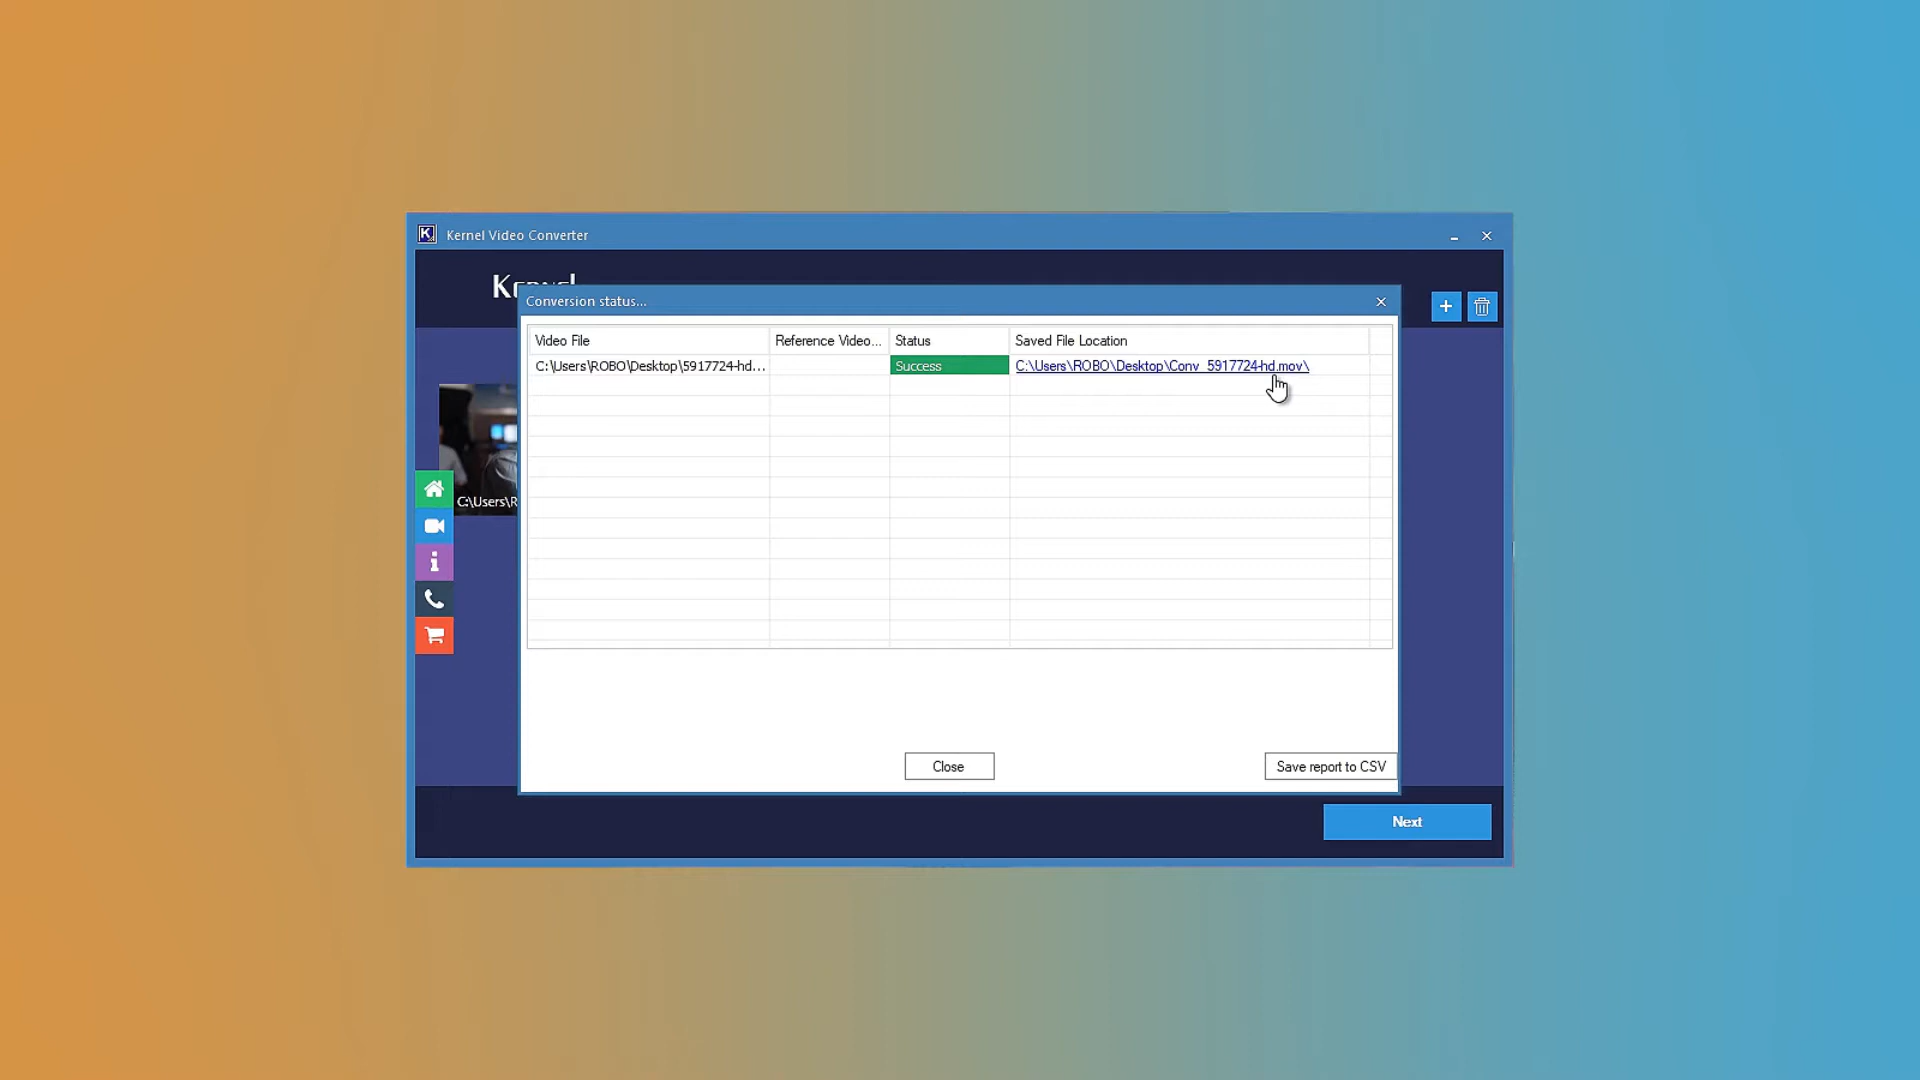 Kernel Video Converter
Conversion status...
Video File Reference Video... Status Saved File Location
C:\Users\ROBO\Desktop\5917724-hd... Success C:\Users\ROBO\Desktop\Conv_5917724-hd.mov\
C:\Users\R
Close Save report to CSV
Next